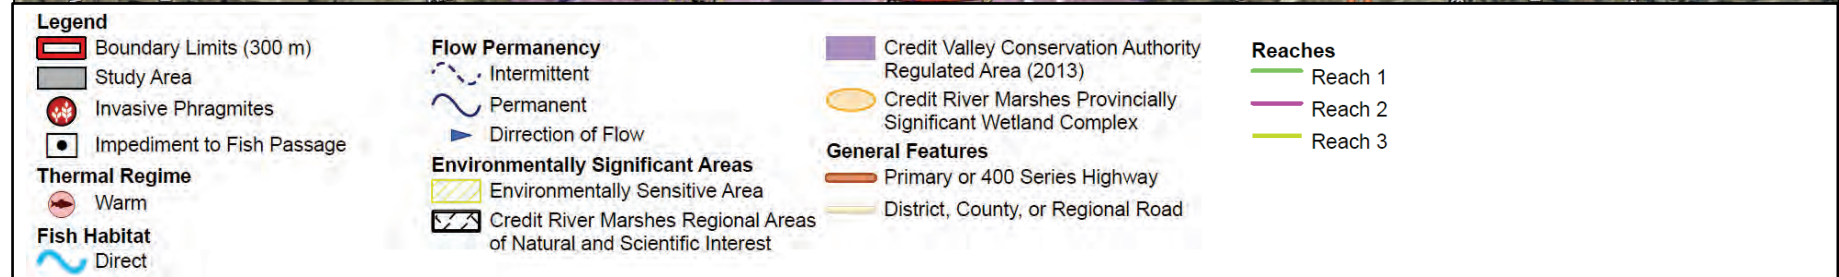 Legend
Boundary Limits (300 m)
Study Area
Invasive Phragmites
Impediment to Fish Passage
Thermal Regime
Warm
Fish Habitat
Direct
Flow Permanency
Intermittent
Permanent
Dirrection of Flow
Environmentally Significant Areas
Environmentally Sensitive Area
Credit River Marshes Regional Areas
of Natural and Scientific Interest
Credit Valley Conservation Authority
Regulated Area (2013)
Credit River Marshes Provincially
Significant Wetland Complex
General Features
Primary or 400 Series Highway
District, County, or Regional Road
Reaches
Reach 1
Reach 2
Reach 3